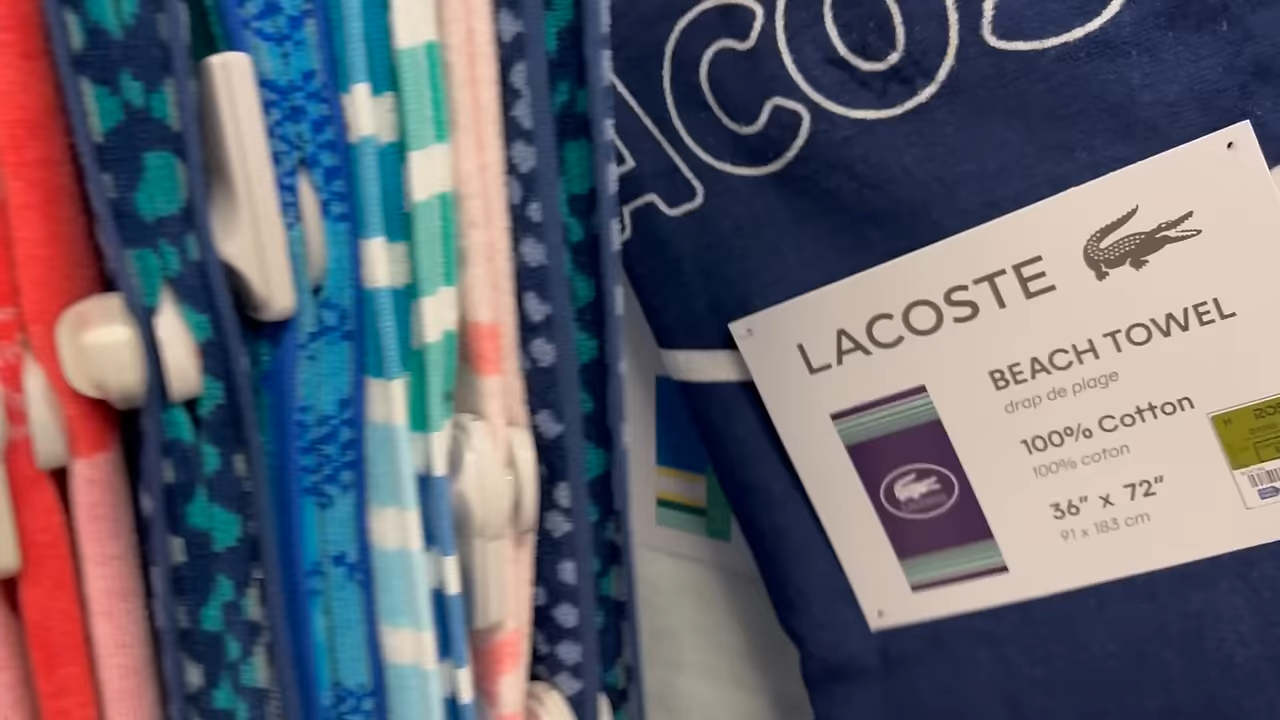 LACOSTE
BEACH TOWEL
drap de plage
100% Cotton
100% coton
36" x 72"
91 x 183 cm